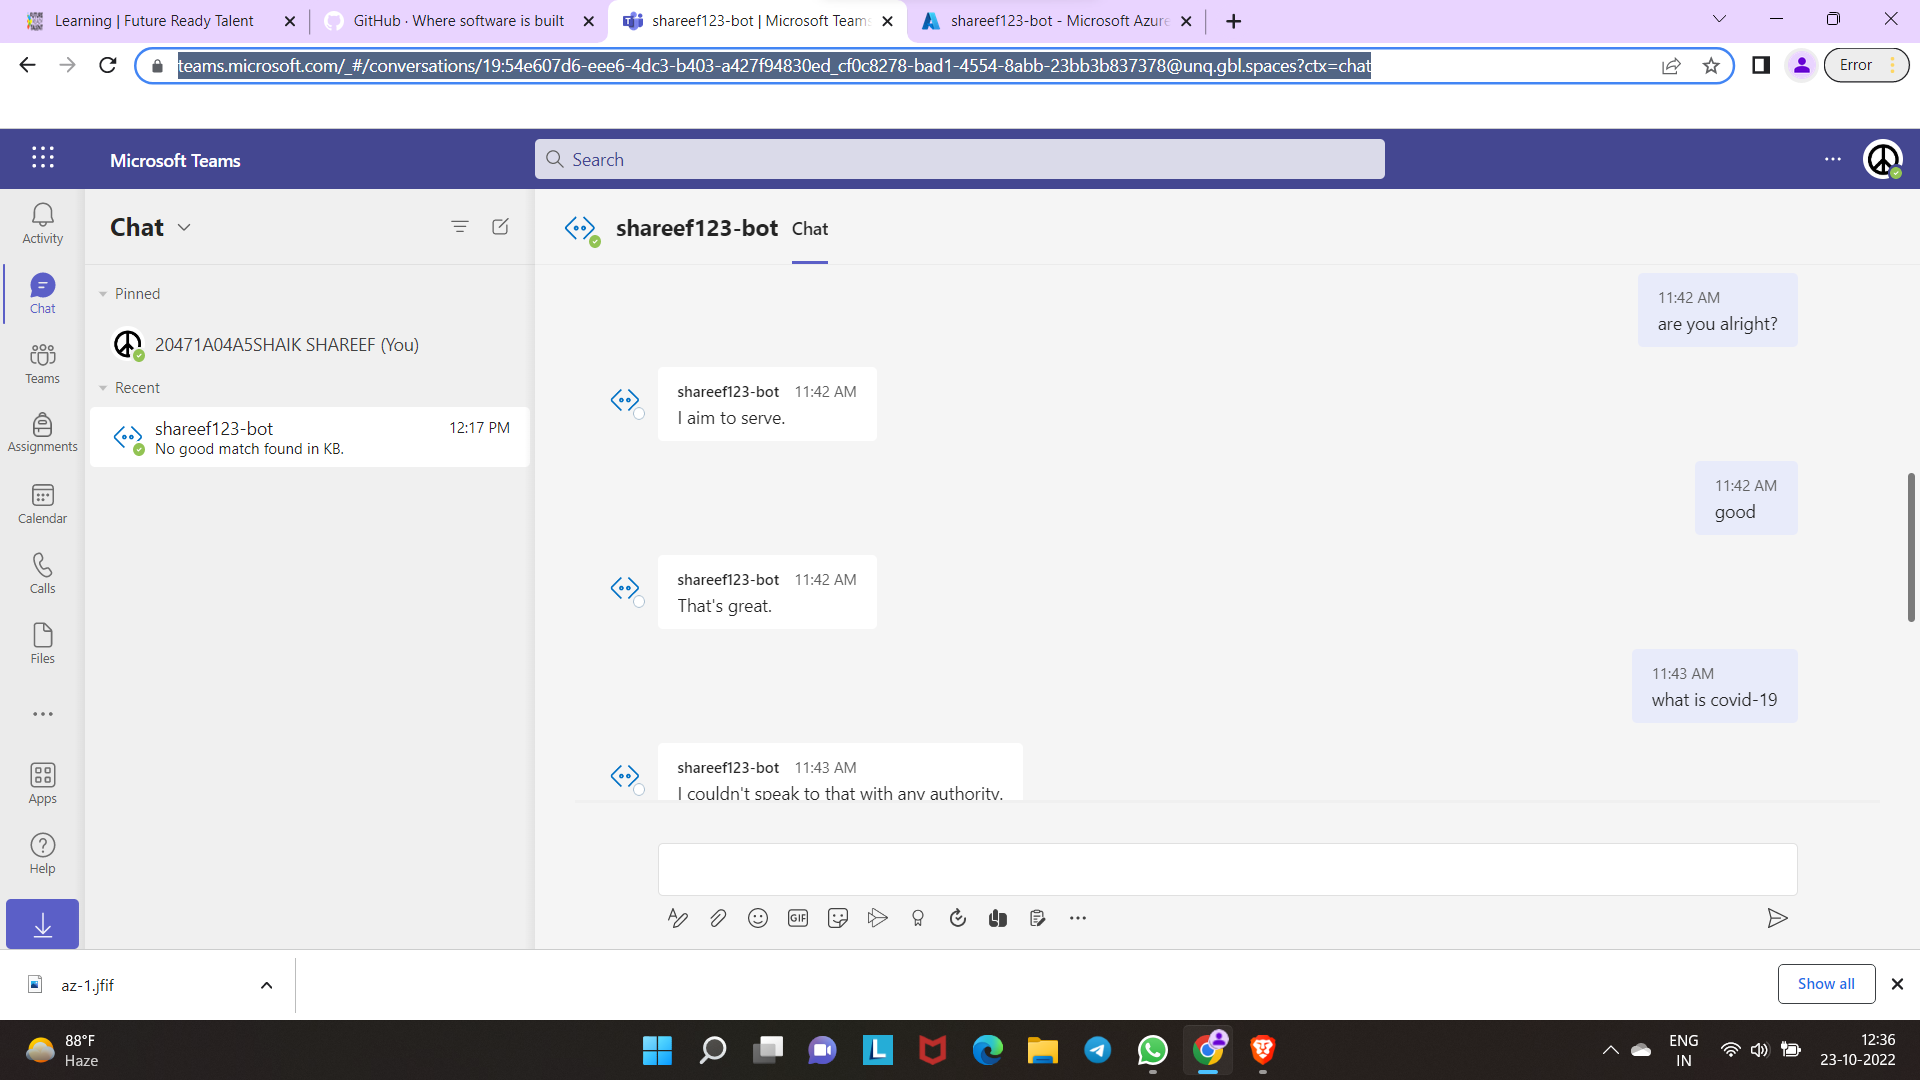 Learning | Future Ready Talent
GitHub · Where software is built
shareef123-bot | Microsoft Teams
shareef123-bot - Microsoft Azure
teams.microsoft.com/_#/conversations/19:54e607d6-eee6-4dc3-b403-a427f94830ed_cf0c8278-bad1-4554-8abb-23bb3b837378@unq.gbl.spaces?ctx=chat
Error
Microsoft Teams
Search
Activity
Chat
Teams
Assignments
Calendar
Calls
Files
Apps
Help
Chat
Pinned
20471A04A5SHAIK SHAREEF (You)
Recent
shareef123-bot 12:17 PM
No good match found in KB.
shareef123-bot Chat
11:42 AM
are you alright?
shareef123-bot 11:42 AM
I aim to serve.
11:42 AM
good
shareef123-bot 11:42 AM
That's great.
11:43 AM
what is covid-19
shareef123-bot 11:43 AM
I couldn't speak to that with any authority.
GIF
az-1.jfif
Show all
88°F
Haze
L
ENG
IN
12:36
23-10-2022